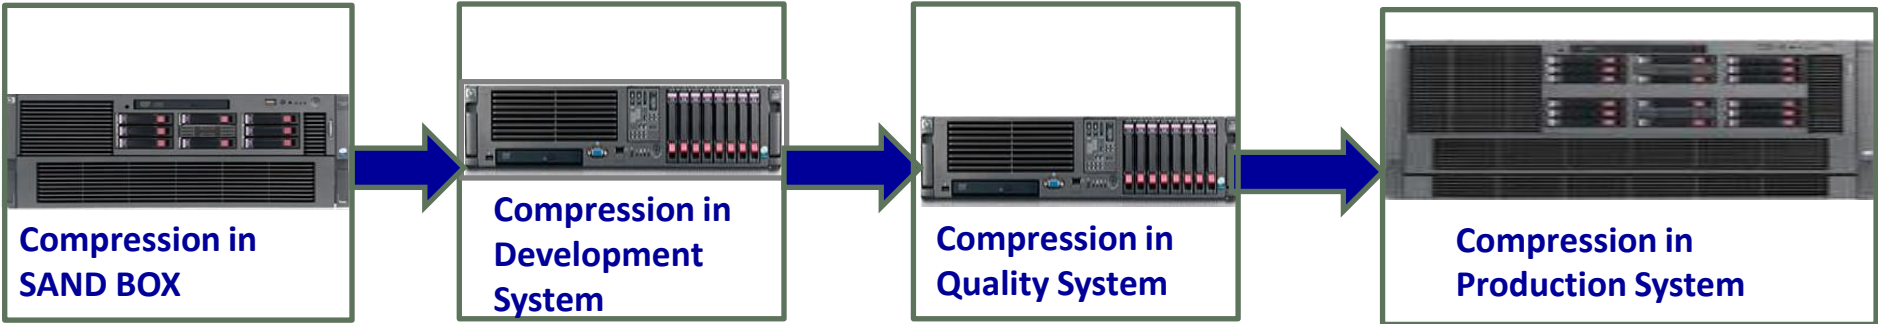 Compression in
SAND BOX
Compression in
Development
System
Compression in
Quality System
Compression in
Production System